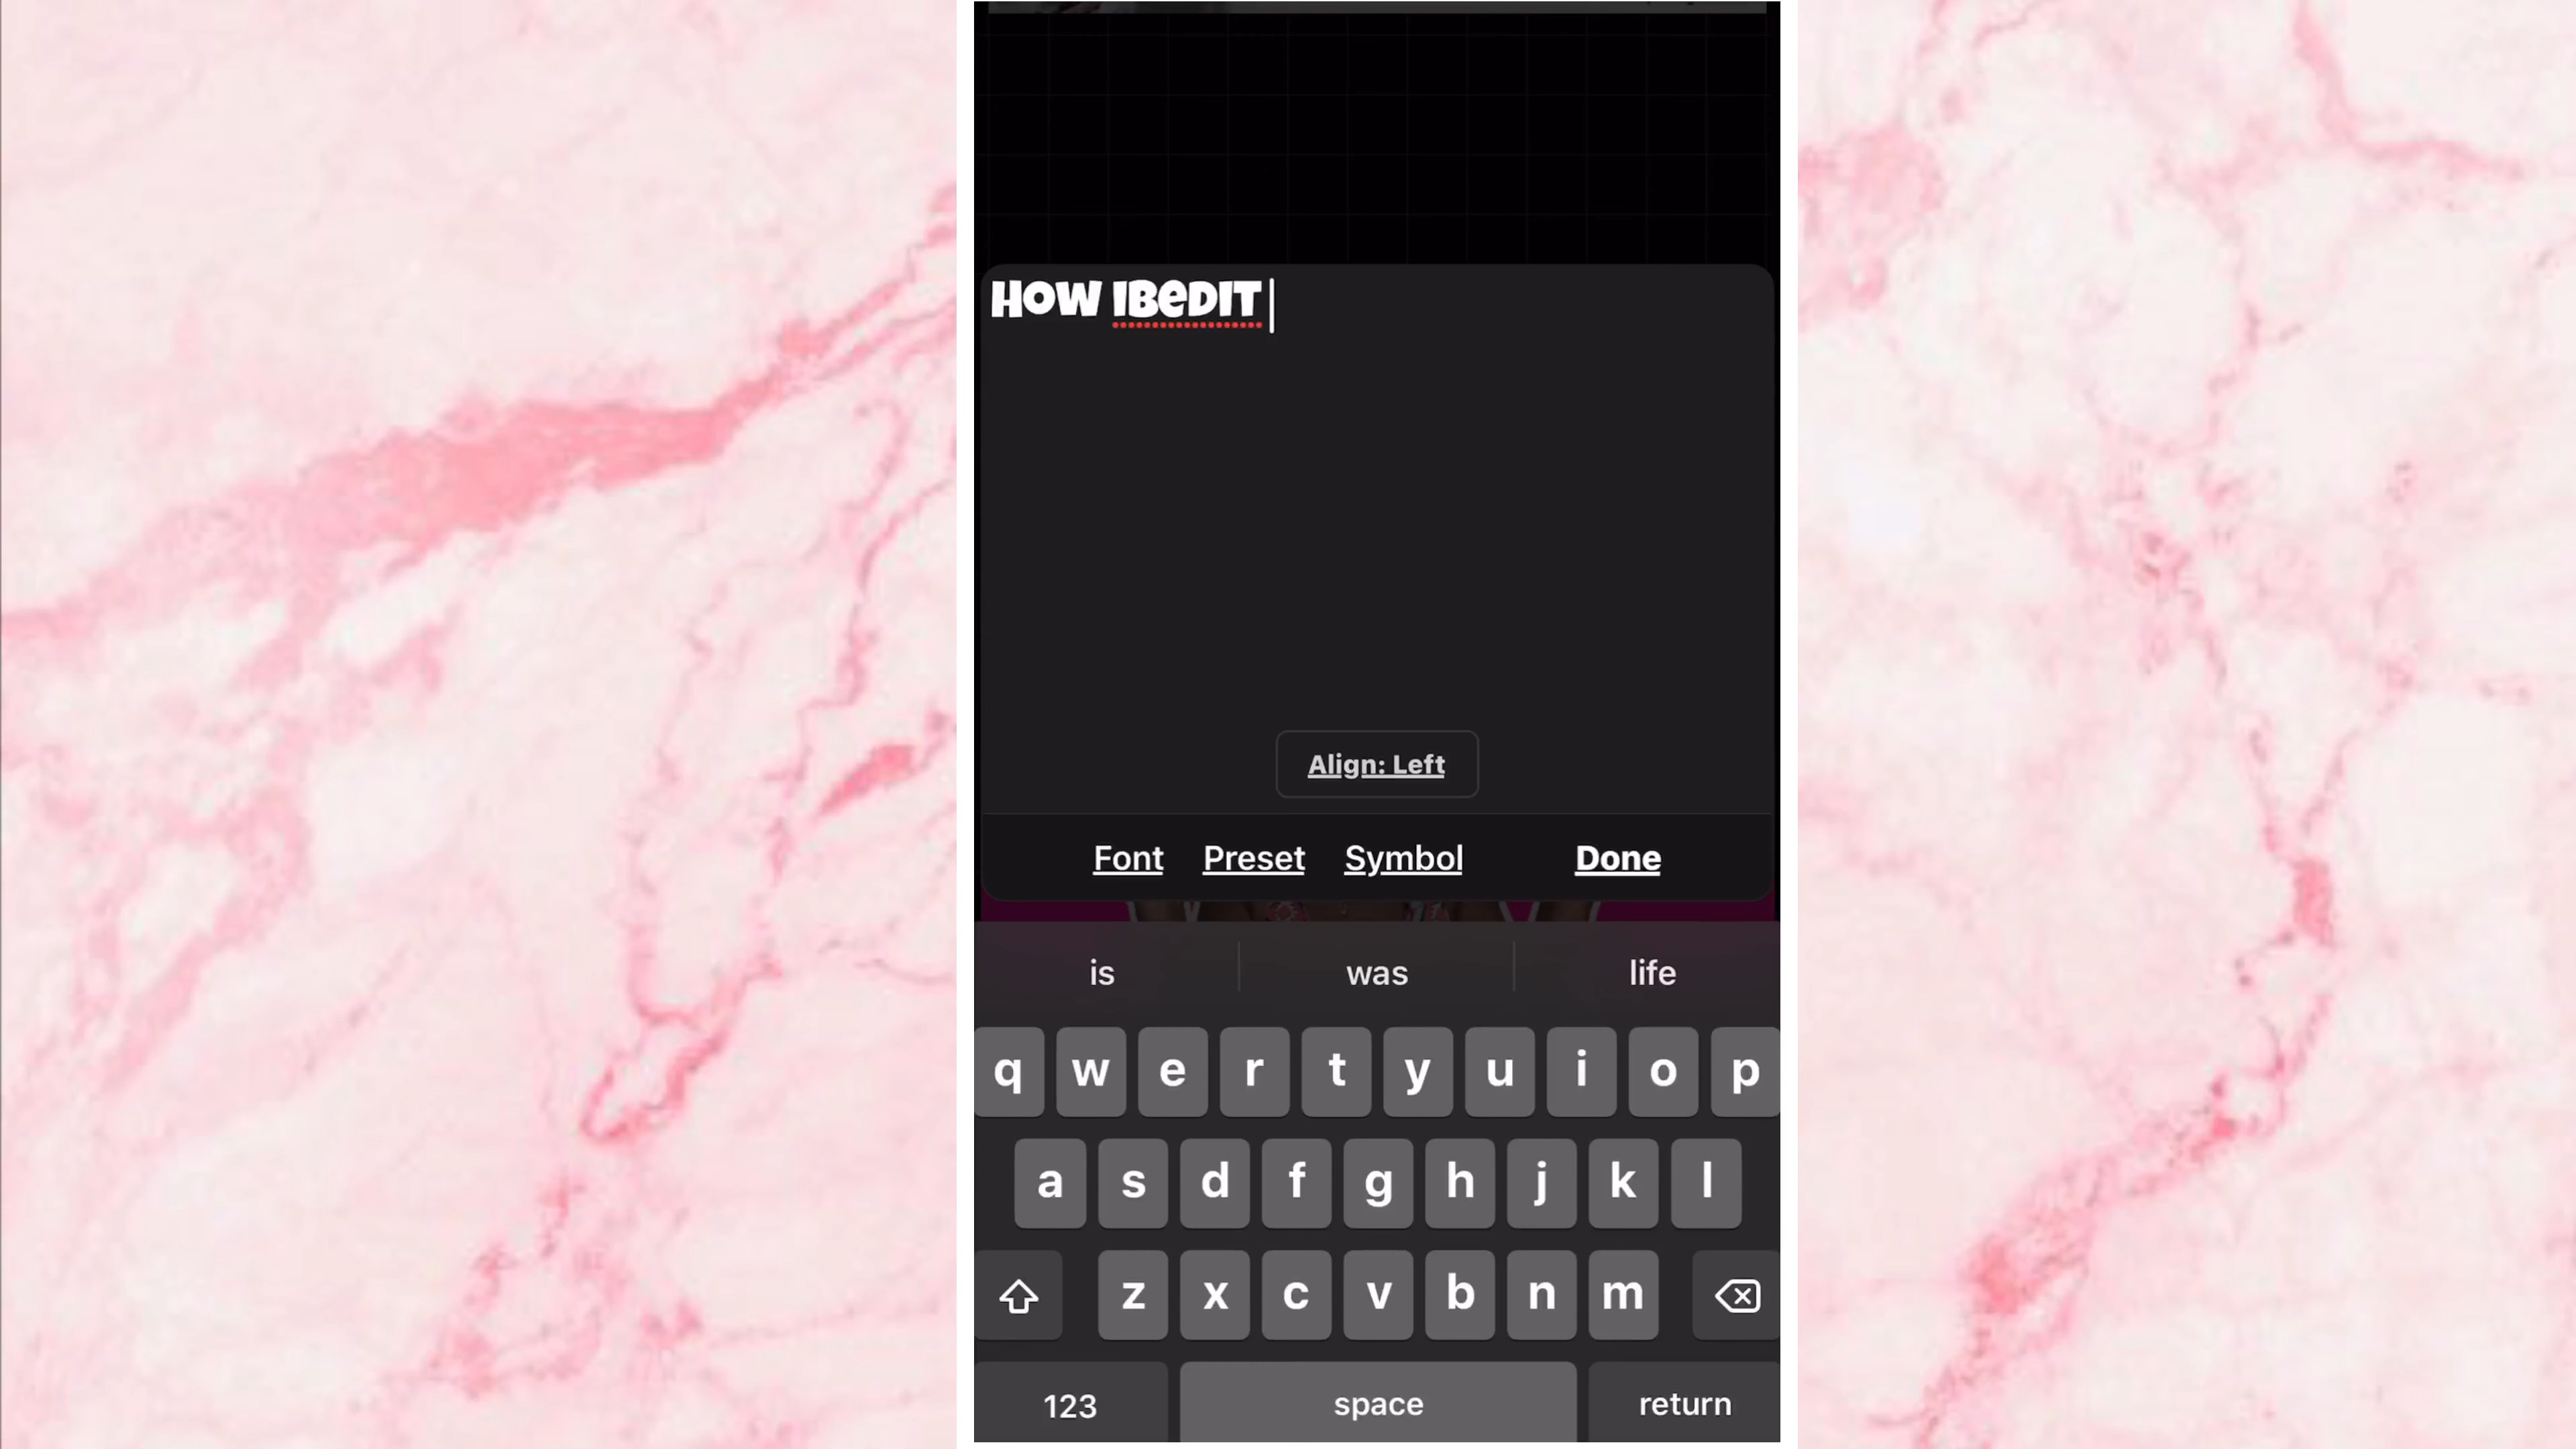 HOW IBEDIT
Align: Left
Font Preset Symbol Done
is was life
q w e r t y u i o p
a s d f g h j k l
z x c v b n m
123 space return